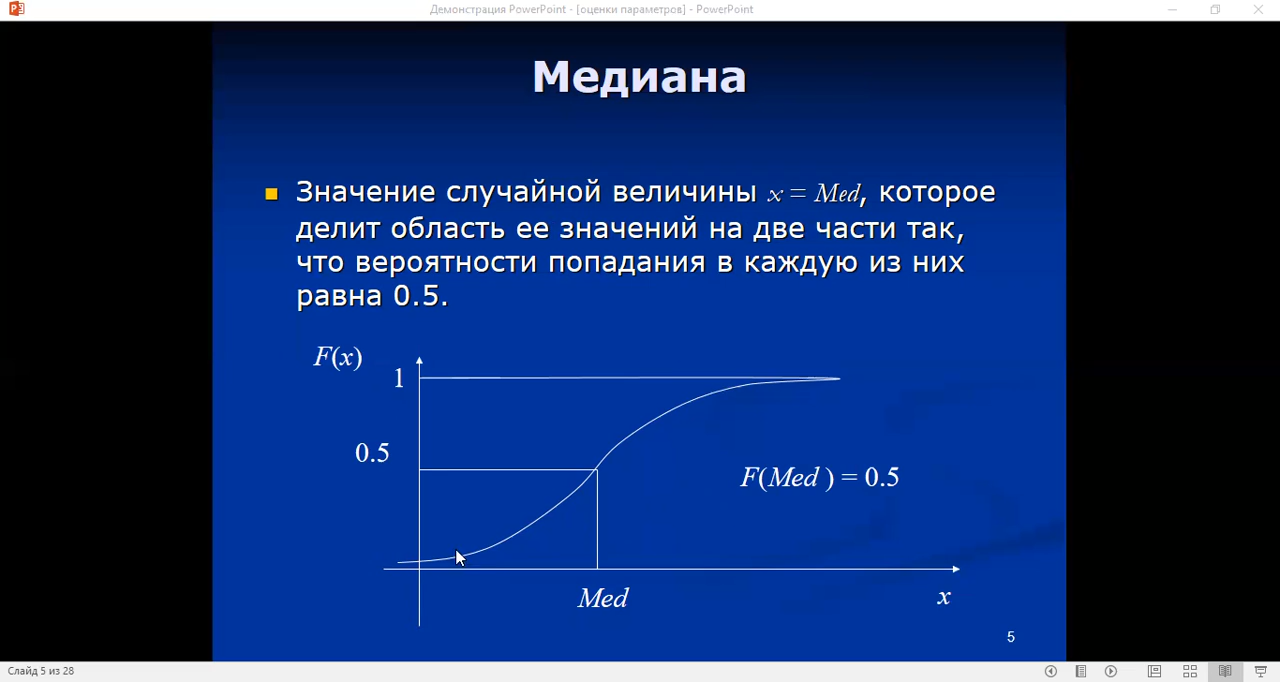 Демонстрация PowerPoint - [оценки параметров] - PowerPoint
Медиана
Значение случайной величины x = Med, которое
делит область ее значений на две части так,
что вероятности попадания в каждую из них
равна 0.5.
F(x)
1
0.5
F(Med ) = 0.5
Med
x
5
Слайд 5 из 28